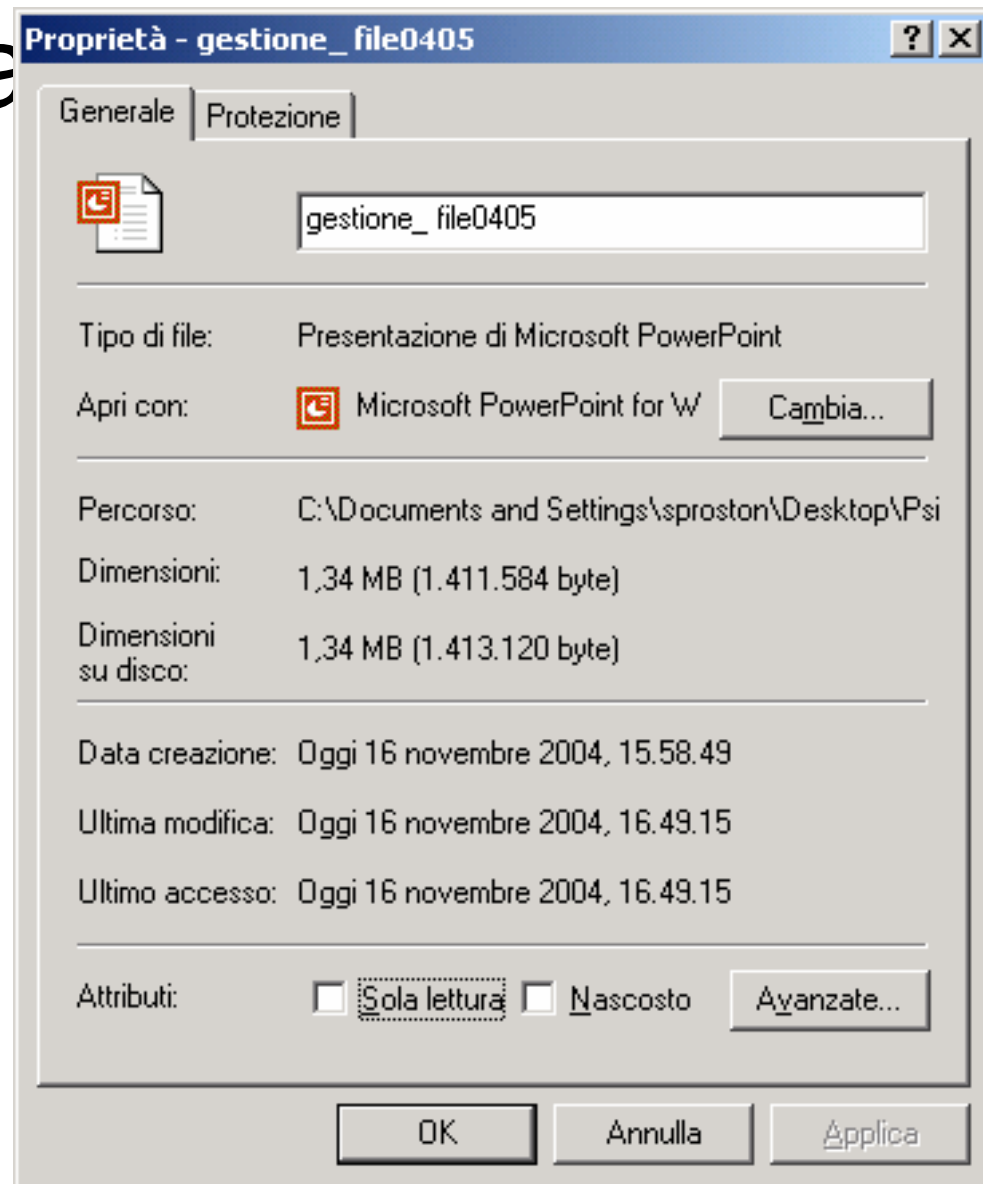 Proprietà - gestione_ file0405
Generale Protezione
gestione_ file0405
Tipo di file: Presentazione di Microsoft PowerPoint
Apri con: Microsoft PowerPoint for W Cambia...
Percorso: C:\Documents and Settings\sproston\Desktop\Psi
Dimensioni: 1,34 MB (1.411.584 byte)
Dimensioni
su disco: 1,34 MB (1.413.120 byte)
Data creazione: Oggi 16 novembre 2004, 15.58.49
Ultima modifica: Oggi 16 novembre 2004, 16.49.15
Ultimo accesso: Oggi 16 novembre 2004, 16.49.15
Attributi: Sola lettura Nascosto Avanzate...
OK Annulla Applica